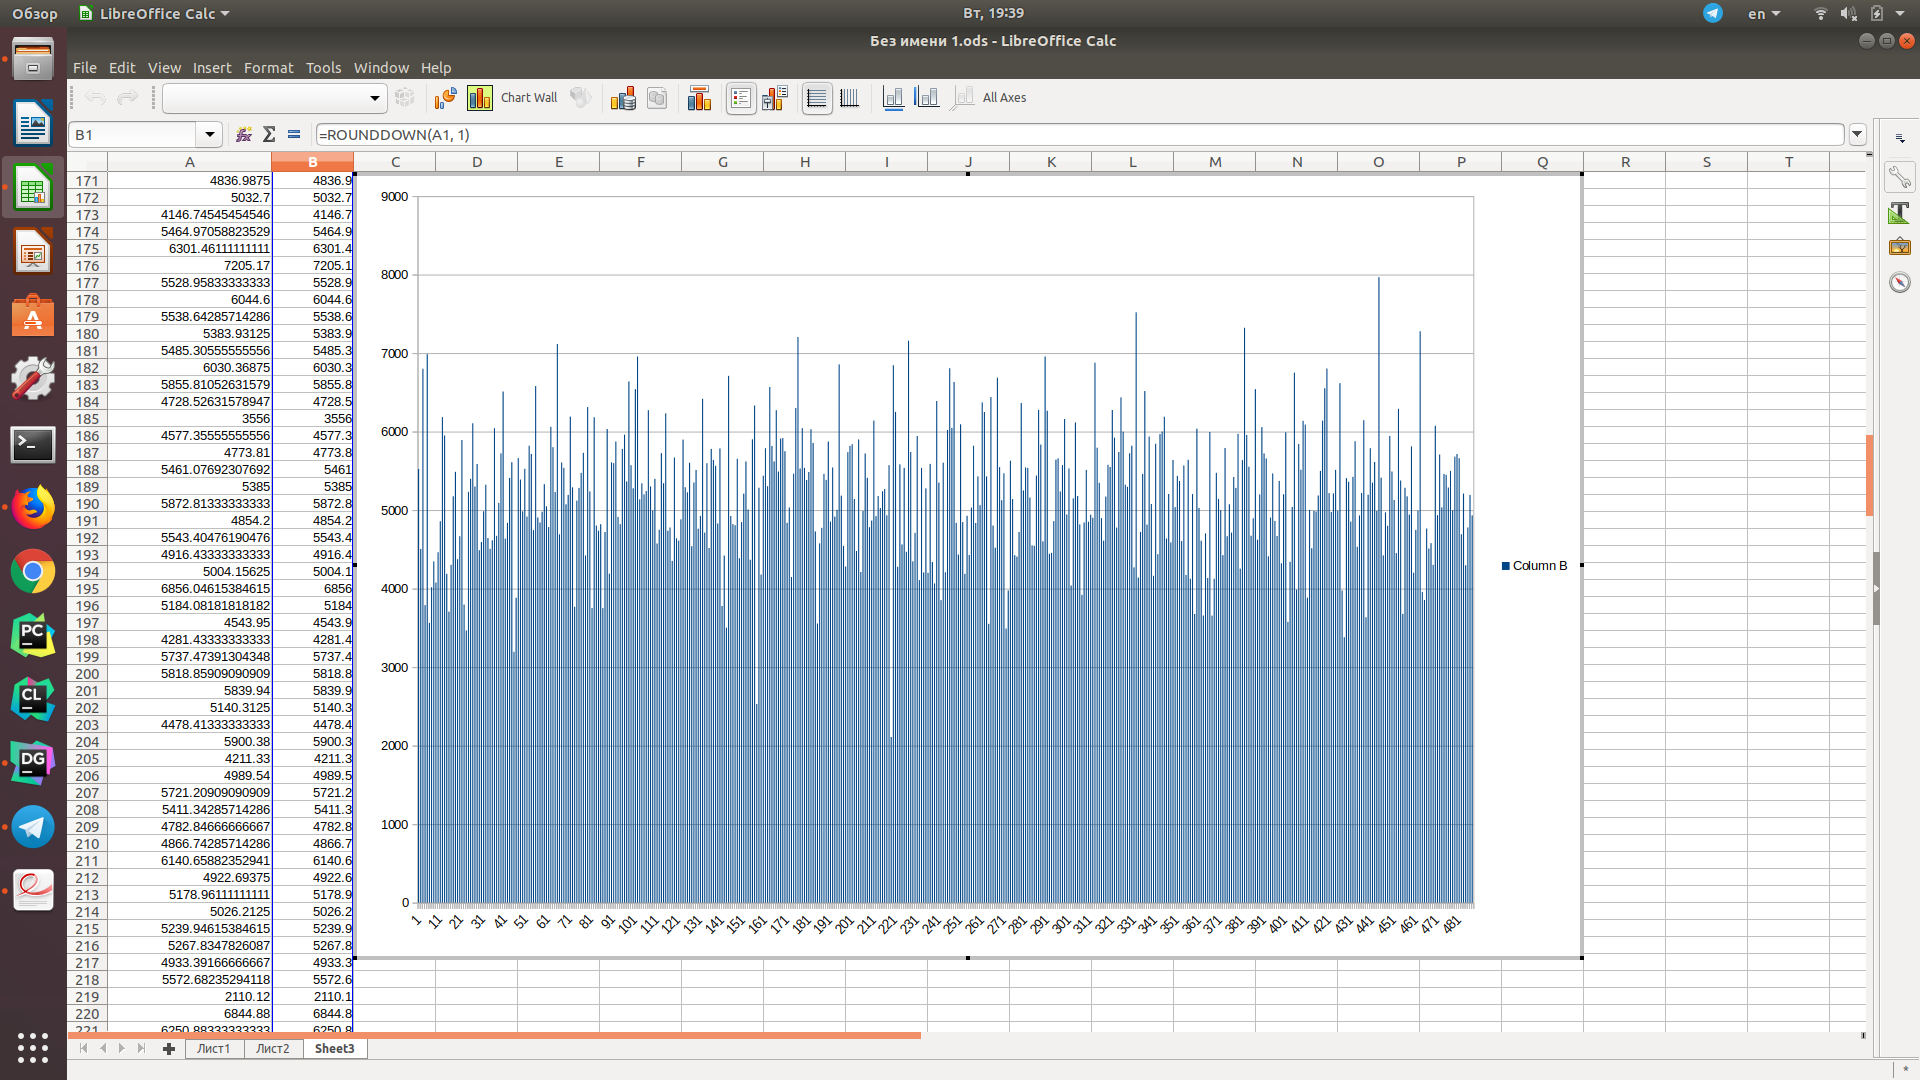 Обзор LibreOffice Calc Вт, 19:39 en
Без имени 1.ods - LibreOffice Calc
File Edit View Insert Format Tools Window Help
Chart Wall All Axes
B1 fx Σ = =ROUNDDOWN(A1, 1)
A B C D E F G H I J K L M N O P Q R S T
171 4836.9875 4836.9
172 5032.7 5032.7
173 4146.74545454546 4146.7
174 5464.97058823529 5464.9
175 6301.46111111111 6301.4
176 7205.17 7205.1
177 5528.95833333333 5528.9
178 6044.6 6044.6
179 5538.64285714286 5538.6
180 5383.93125 5383.9
181 5485.30555555556 5485.3
182 6030.36875 6030.3
183 5855.81052631579 5855.8
184 4728.52631578947 4728.5
185 3556 3556
186 4577.35555555556 4577.3
187 4773.81 4773.8
188 5461.07692307692 5461
189 5385 5385
190 5872.81333333333 5872.8
191 4854.2 4854.2
192 5543.40476190476 5543.4
193 4916.43333333333 4916.4
194 5004.15625 5004.1
195 6856.04615384615 6856
196 5184.08181818182 5184
197 4543.95 4543.9
198 4281.43333333333 4281.4
199 5737.47391304348 5737.4
200 5818.85909090909 5818.8
201 5839.94 5839.9
202 5140.3125 5140.3
203 4478.41333333333 4478.4
204 5900.38 5900.3
205 4211.33 4211.3
206 4989.54 4989.5
207 5721.20909090909 5721.2
208 5411.34285714286 5411.3
209 4782.84666666667 4782.8
210 4866.74285714286 4866.7
211 6140.65882352941 6140.6
212 4922.69375 4922.6
213 5178.96111111111 5178.9
214 5026.2125 5026.2
215 5239.94615384615 5239.9
216 5267.8347826087 5267.8
217 4933.39166666667 4933.3
218 5572.68235294118 5572.6
219 2110.12 2110.1
220 6844.88 6844.8
221 6250.88333333333 6250.8
9000
8000
7000
6000
5000
4000
3000
2000
1000
0
1 11 21 31 41 51 61 71 81 91 101 111 121 131 141 151 161 171 181 191 201 211 221 231 241 251 261 271 281 291 301 311 321 331 341 351 361 371 381 391 401 411 421 431 441 451 461 471 481
Column B
PC
CL
DG
Лист1 Лист2 Sheet3